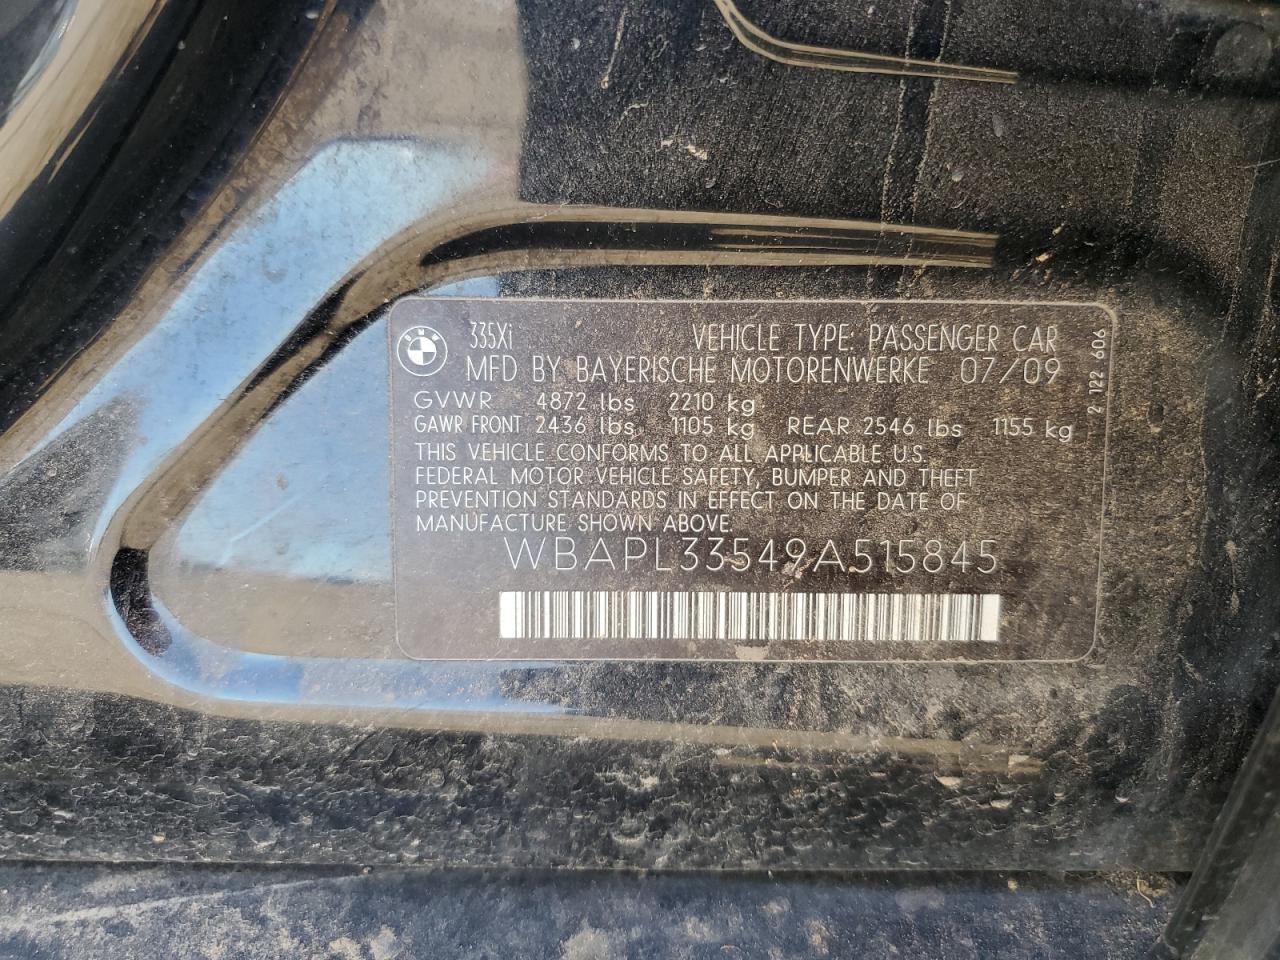 BMW
335Xi VEHICLE TYPE: PASSENGER CAR
MFD BY BAYERISCHE MOTORENWERKE 07/09
GVWR 4872 lbs 2210 kg
GAWR FRONT 2436 lbs 1105 kg REAR 2546 lbs 1155 kg
THIS VEHICLE CONFORMS TO ALL APPLICABLE U.S.
FEDERAL MOTOR VEHICLE SAFETY, BUMPER AND THEFT
PREVENTION STANDARDS IN EFFECT ON THE DATE OF
MANUFACTURE SHOWN ABOVE.
WBAPL33549A515845
2 122 606